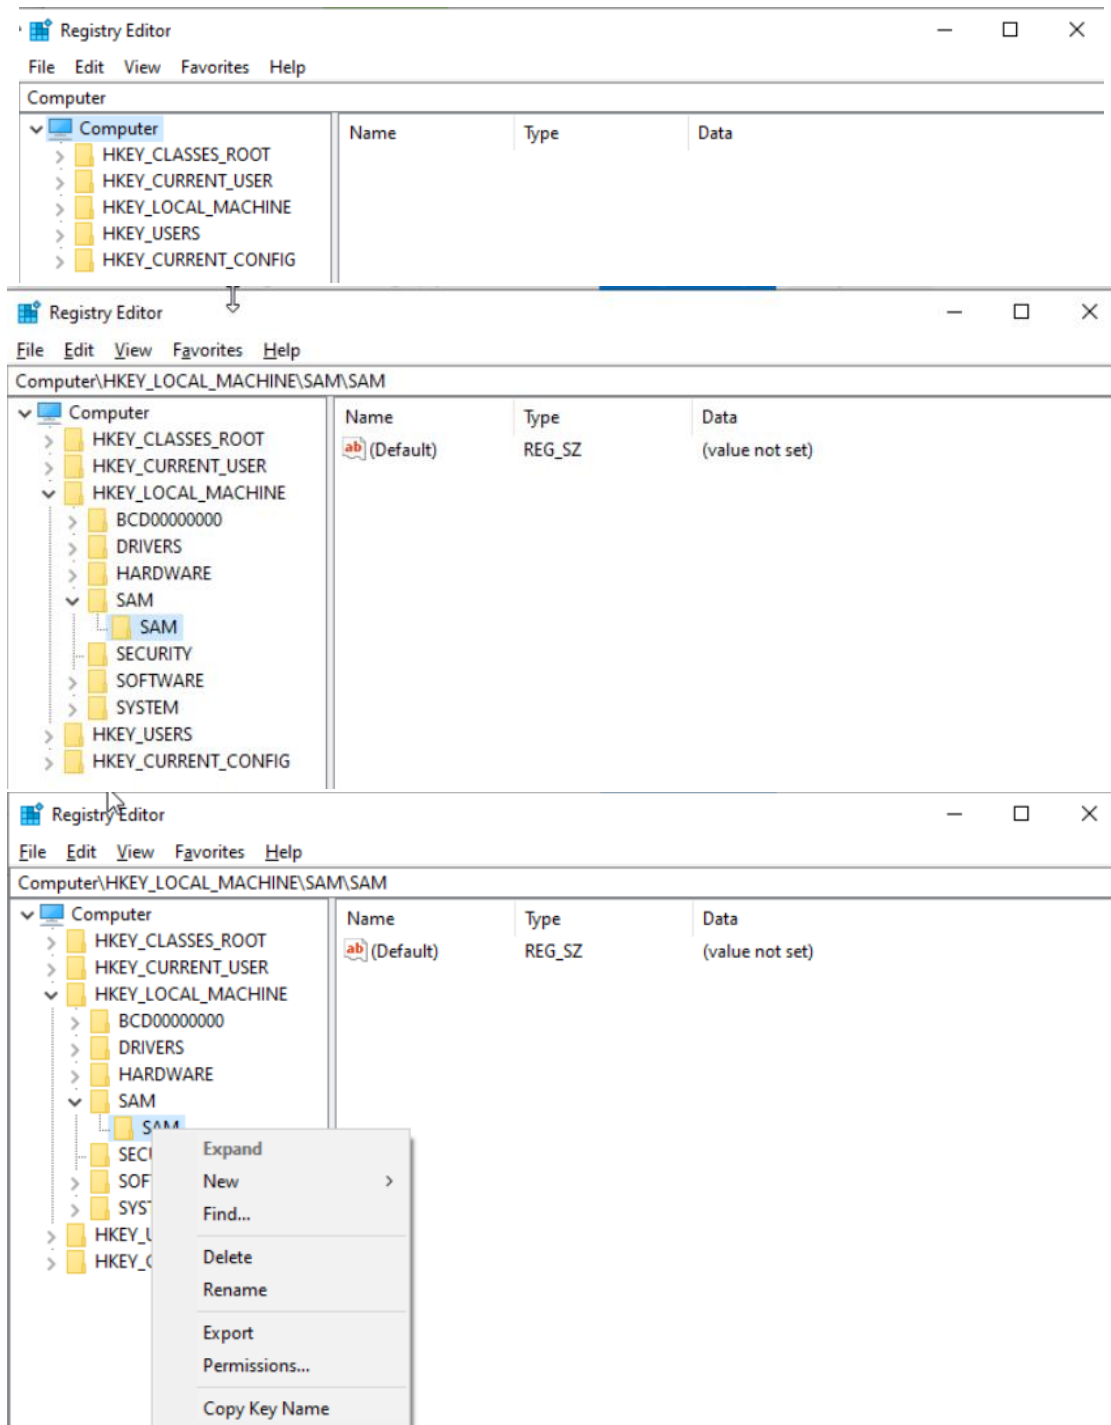 Registry Editor
File Edit View Favorites Help
Computer
Computer
Name Type Data
HKEY_CLASSES_ROOT
HKEY_CURRENT_USER
HKEY_LOCAL_MACHINE
HKEY_USERS
HKEY_CURRENT_CONFIG
Registry Editor
File Edit View Favorites Help
Computer\HKEY_LOCAL_MACHINE\SAM\SAM
Computer
Name Type Data
HKEY_CLASSES_ROOT
ab (Default) REG_SZ (value not set)
HKEY_CURRENT_USER
HKEY_LOCAL_MACHINE
BCD00000000
DRIVERS
HARDWARE
SAM
SAM
SECURITY
SOFTWARE
SYSTEM
HKEY_USERS
HKEY_CURRENT_CONFIG
Registry Editor
File Edit View Favorites Help
Computer\HKEY_LOCAL_MACHINE\SAM\SAM
Computer
Name Type Data
HKEY_CLASSES_ROOT
ab (Default) REG_SZ (value not set)
HKEY_CURRENT_USER
HKEY_LOCAL_MACHINE
BCD00000000
DRIVERS
HARDWARE
SAM
SAM
Expand
New
Find...
Delete
Rename
Export
Permissions...
Copy Key Name